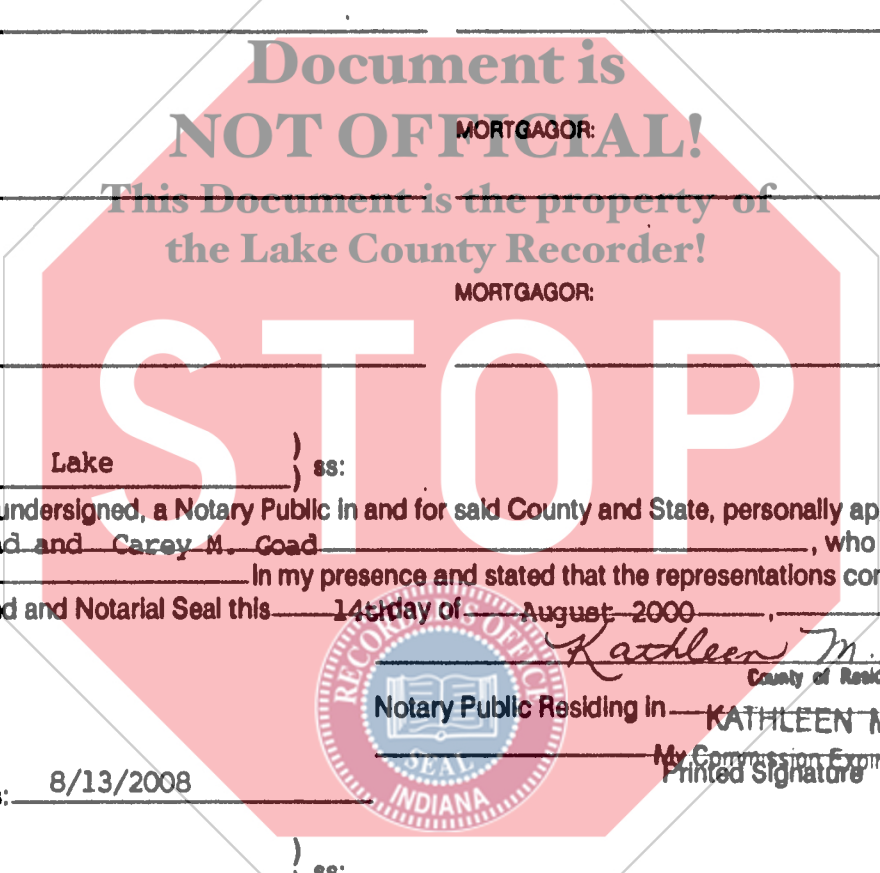 Document is
NOT OFFICIAL!
MORTGAGOR:
This Document is the property of
the Lake County Recorder!
MORTGAGOR:
STOP
Lake
)
) ss:
undersigned, a Notary Public in and for said County and State, personally ap
d and Carey M. Goad , who
in my presence and stated that the representations con
d and Notarial Seal this 14th day of August 2000 ,
Kathleen M.
County of Resid
Notary Public Residing in
KATHLEEN M
My Commission Expir
Printed Signature
s: 8/13/2008
RECORDER'S OFFICE
SEAL
INDIANA
)
ss: